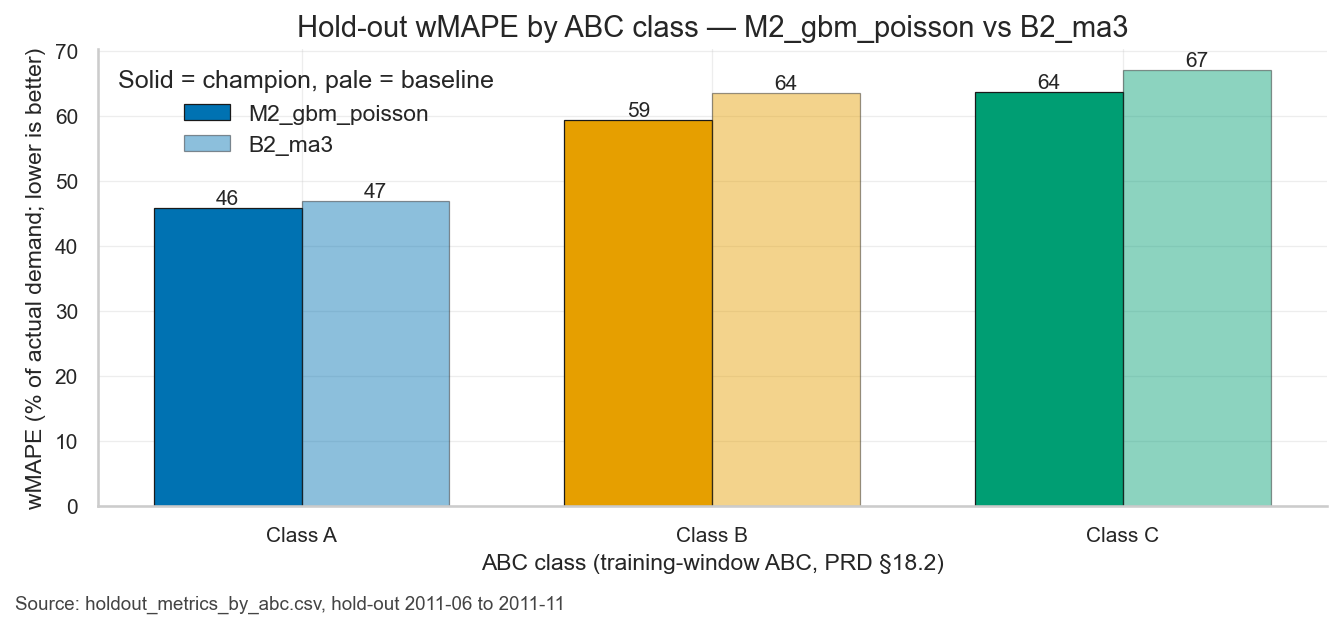 Hold-out wMAPE by ABC class — M2_gbm_poisson vs B2_ma3
wMAPE (% of actual demand; lower is better)
70
60
50
40
30
20
10
0
Solid = champion, pale = baseline
M2_gbm_poisson
B2_ma3
46
47
59
64
64
67
Class A
Class B
Class C
ABC class (training-window ABC, PRD §18.2)
Source: holdout_metrics_by_abc.csv, hold-out 2011-06 to 2011-11